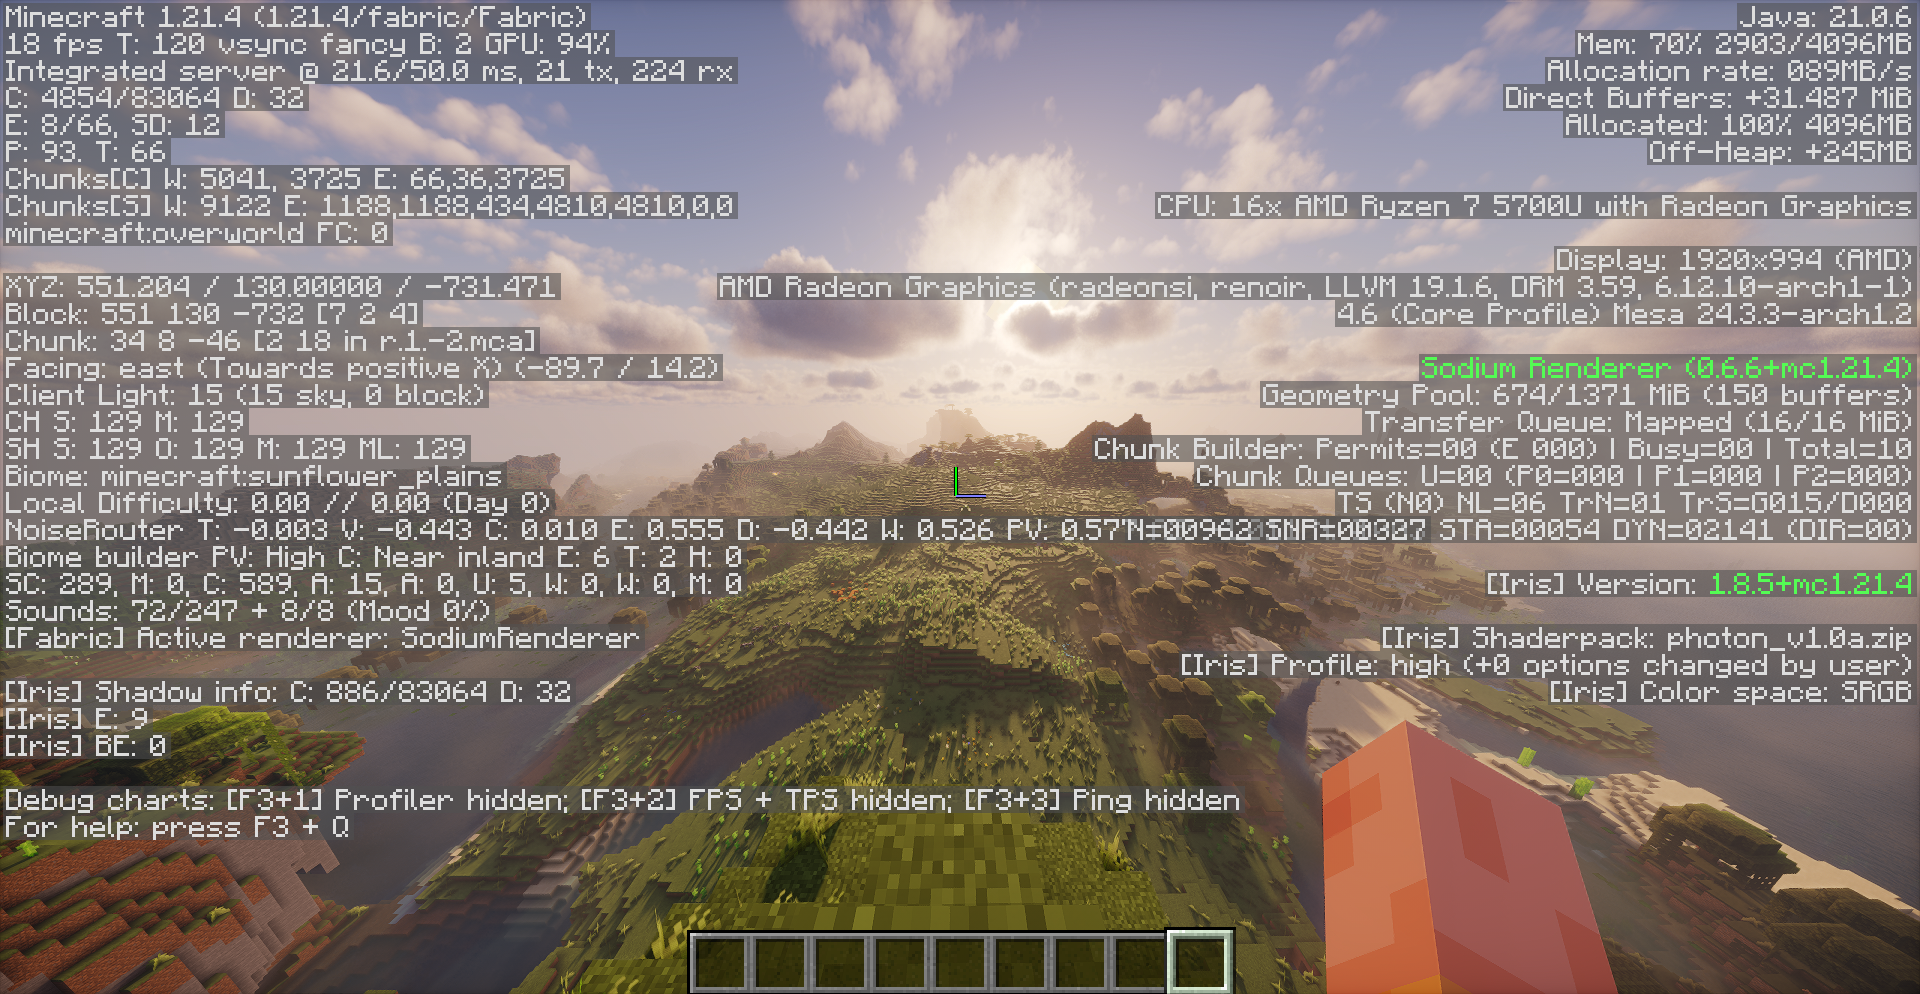 Minecraft 1.21.4 (1.21.4/fabric/Fabric)
18 fps T: 120 vsync fancy B: 2 GPU: 94%
Integrated server @ 21.6/50.0 ms, 21 tx, 224 rx
C: 4854/83064 D: 32
E: 8/66, SD: 12
P: 93. T: 66
Chunks[C] W: 5041, 3725 E: 66,36,3725
Chunks[S] W: 9122 E: 1188,1188,434,4810,4810,0,0
minecraft:overworld FC: 0
XYZ: 551.204 / 130.00000 / -731.471
Block: 551 130 -732 [7 2 4]
Chunk: 34 8 -46 [2 18 in r.1.-2.mca]
Facing: east (Towards positive X) (-89.7 / 14.2)
Client Light: 15 (15 sky, 0 block)
CH S: 129 M: 129
SH S: 129 O: 129 M: 129 ML: 129
Biome: minecraft:sunflower_plains
Local Difficulty: 0.00 // 0.00 (Day 0)
NoiseRouter T: -0.003 V: -0.443 C: 0.010 E: 0.555 D: -0.442 W: 0.526 PV: 0.57
Biome builder PV: High C: Near inland E: 6 T: 2 H: 0
SC: 289, M: 0, C: 589, A: 15, A: 0, U: 5, W: 0, W: 0, M: 0
Sounds: 72/247 + 8/8 (Mood 0%)
[Fabric] Active renderer: SodiumRenderer
[Iris] Shadow info: C: 886/83064 D: 32
[Iris] E: 9
[Iris] BE: 0
Debug charts: [F3+1] Profiler hidden; [F3+2] FPS + TPS hidden; [F3+3] Ping hidden
For help: press F3 + Q
Java: 21.0.6
Mem: 70% 2903/4096MB
Allocation rate: 089MB/s
Direct Buffers: +31.487 MiB
Allocated: 100% 4096MB
Off-Heap: +245MB
CPU: 16x AMD Ryzen 7 5700U with Radeon Graphics
Display: 1920x994 (AMD)
AMD Radeon Graphics (radeonsi, renoir, LLVM 19.1.6, DRM 3.59, 6.12.10-arch1-1)
4.6 (Core Profile) Mesa 24.3.3-arch1.2
Sodium Renderer (0.6.6+mc1.21.4)
Geometry Pool: 674/1371 MiB (150 buffers)
Transfer Queue: Mapped (16/16 MiB)
Chunk Builder: Permits=00 (E 000) | Busy=00 | Total=10
Chunk Queues: U=00 (P0=000 | P1=000 | P2=000)
TS (N0) NL=06 TrN=01 TrS=G015/D000
STA=00054 DYN=02141 (DIR=00)
[Iris] Version: 1.8.5+mc1.21.4
[Iris] Shaderpack: photon_v1.0a.zip
[Iris] Profile: high (+0 options changed by user)
[Iris] Color space: SRGB